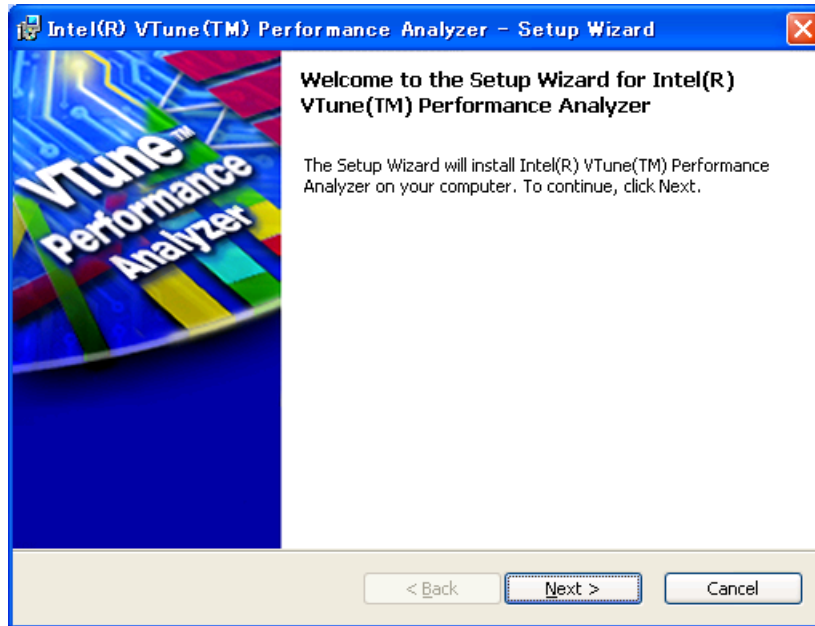 Intel(R) VTune(TM) Performance Analyzer - Setup Wizard
VTune™
Performance
Analyzer
Welcome to the Setup Wizard for Intel(R)
VTune(TM) Performance Analyzer
The Setup Wizard will install Intel(R) VTune(TM) Performance
Analyzer on your computer. To continue, click Next.
< Back
Next >
Cancel